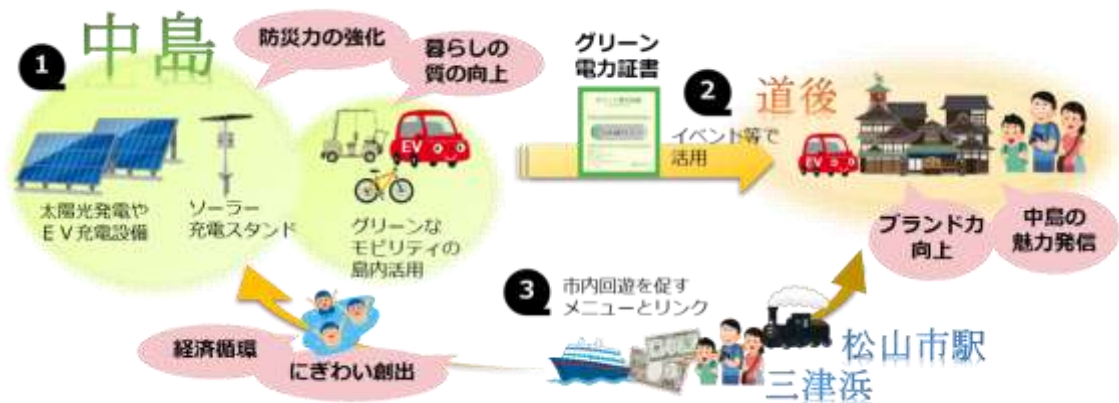 1
中島
防災力の強化
暮らしの
質の向上
太陽光発電や
EV充電設備
ソーラー
充電スタンド
EV
グリーンな
モビリティの
島内活用
グリーン
電力証書
イベント等で
活用
2
道後
EV
ブランド力
向上
中島の
魅力発信
3
市内回遊を促す
メニューとリンク
松山市駅
三津浜
経済循環
にぎわい創出